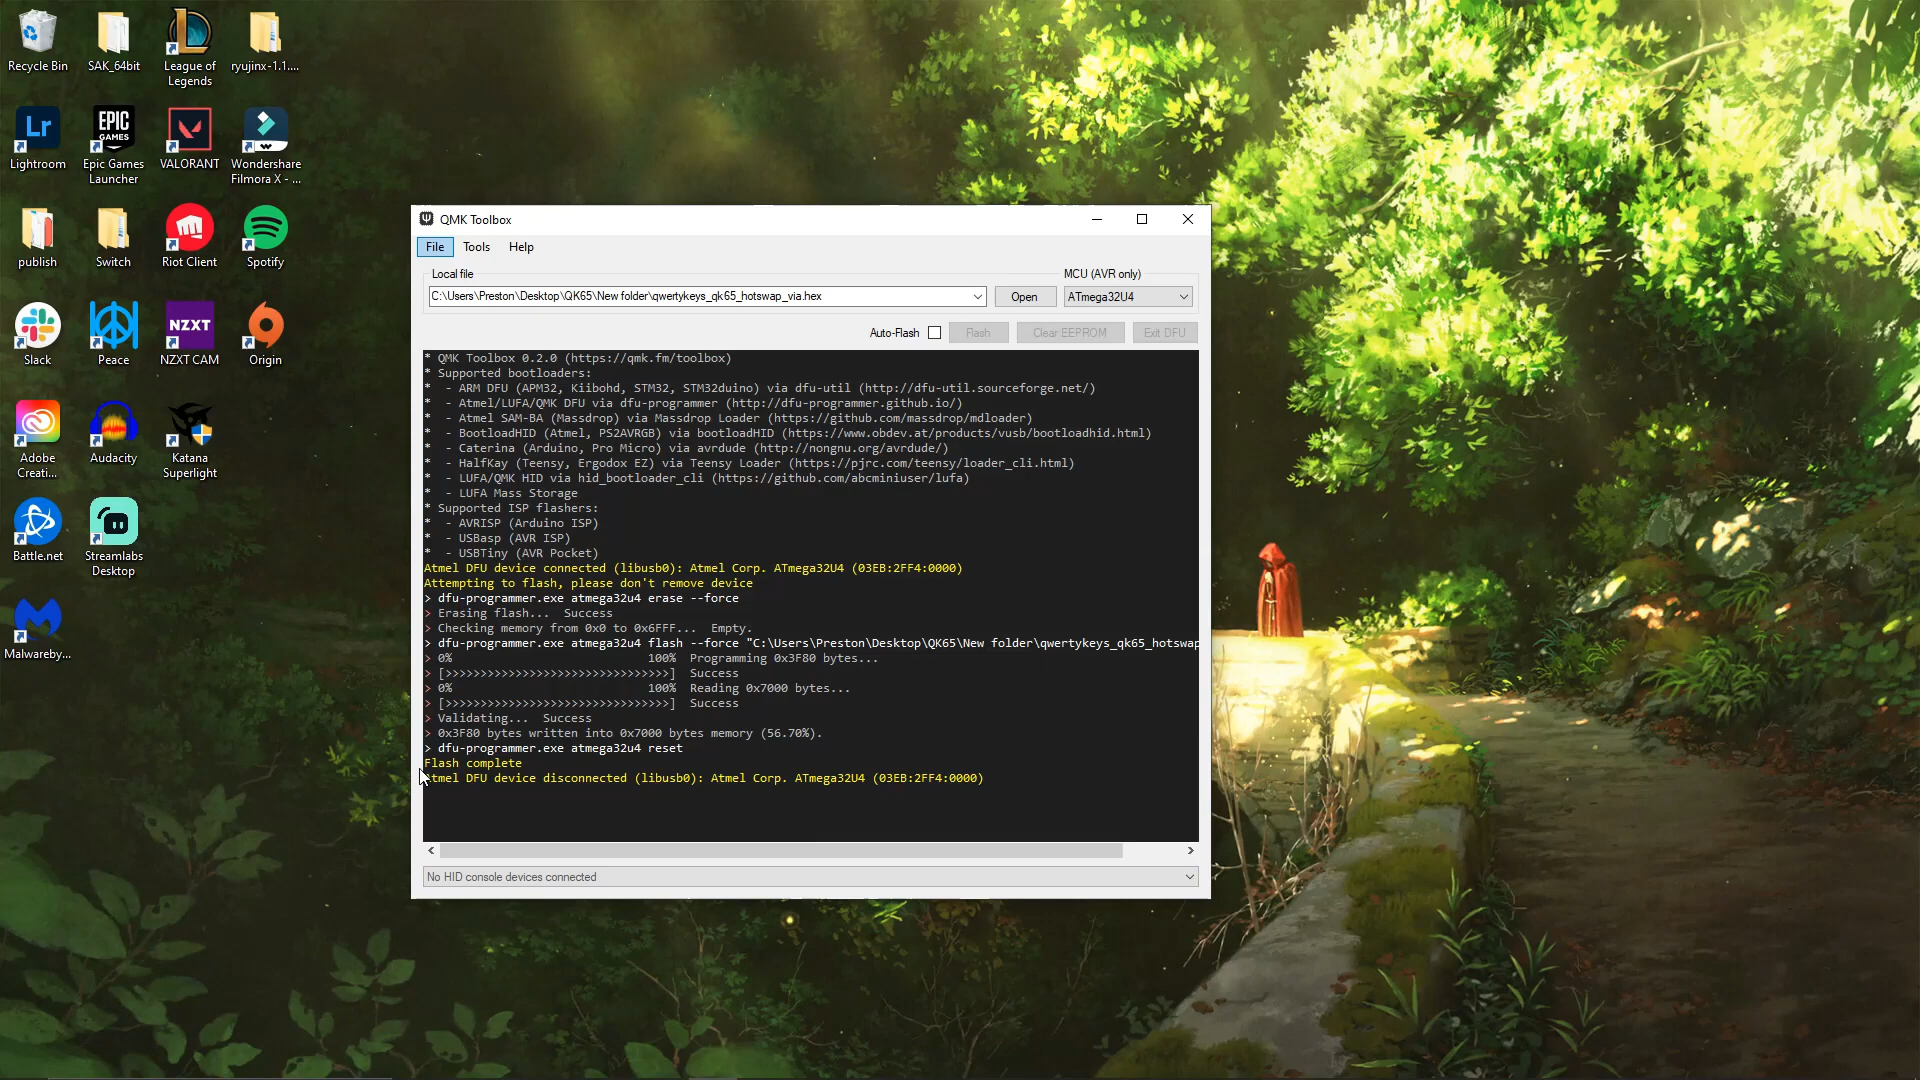 Recycle Bin
SAK_64bit
League of
Legends
ryujinx-1.1....
Lr
Lightroom
EPIC
GAMES
Epic Games
Launcher
VALORANT
Wondershare
Filmora X - ...
publish
Switch
Riot Client
Spotify
Slack
Peace
NZXT
NZXT CAM
Origin
Adobe
Creati...
Audacity
Katana
Superlight
Battle.net
Streamlabs
Desktop
Malwareby...
QMK Toolbox
File Tools Help
Local file
MCU (AVR only)
C:\Users\Preston\Desktop\QK65\New folder\qwertykeys_qk65_hotswap_via.hex
Open
ATmega32U4
Auto-Flash
Flash
Clear EEPROM
Exit DFU
* QMK Toolbox 0.2.0 (https://qmk.fm/toolbox)
* Supported bootloaders:
*  - ARM DFU (APM32, Kiibohd, STM32, STM32duino) via dfu-util (http://dfu-util.sourceforge.net/)
*  - Atmel/LUFA/QMK DFU via dfu-programmer (http://dfu-programmer.github.io/)
*  - Atmel SAM-BA (Massdrop) via Massdrop Loader (https://github.com/massdrop/mdloader)
*  - BootloadHID (Atmel, PS2AVRGB) via bootloadHID (https://www.obdev.at/products/vusb/bootloadhid.html)
*  - Caterina (Arduino, Pro Micro) via avrdude (http://nongnu.org/avrdude/)
*  - HalfKay (Teensy, Ergodox EZ) via Teensy Loader (https://pjrc.com/teensy/loader_cli.html)
*  - LUFA/QMK HID via hid_bootloader_cli (https://github.com/abcminiuser/lufa)
*  - LUFA Mass Storage
* Supported ISP flashers:
*  - AVRISP (Arduino ISP)
*  - USBasp (AVR ISP)
*  - USBTiny (AVR Pocket)
Atmel DFU device connected (libusb0): Atmel Corp. ATmega32U4 (03EB:2FF4:0000)
Attempting to flash, please don't remove device
> dfu-programmer.exe atmega32u4 erase --force
> Erasing flash...  Success
> Checking memory from 0x0 to 0x6FFF...  Empty.
> dfu-programmer.exe atmega32u4 flash --force "C:\Users\Preston\Desktop\QK65\New folder\qwertykeys_qk65_hotswap
> 0%                            100%  Programming 0x3F80 bytes...
> [>>>>>>>>>>>>>>>>>>>>>>>>>>>>>>>>]  Success
> 0%                            100%  Reading 0x7000 bytes...
> [>>>>>>>>>>>>>>>>>>>>>>>>>>>>>>>>]  Success
> Validating...  Success
> 0x3F80 bytes written into 0x7000 bytes memory (56.70%).
> dfu-programmer.exe atmega32u4 reset
Flash complete
Atmel DFU device disconnected (libusb0): Atmel Corp. ATmega32U4 (03EB:2FF4:0000)
No HID console devices connected